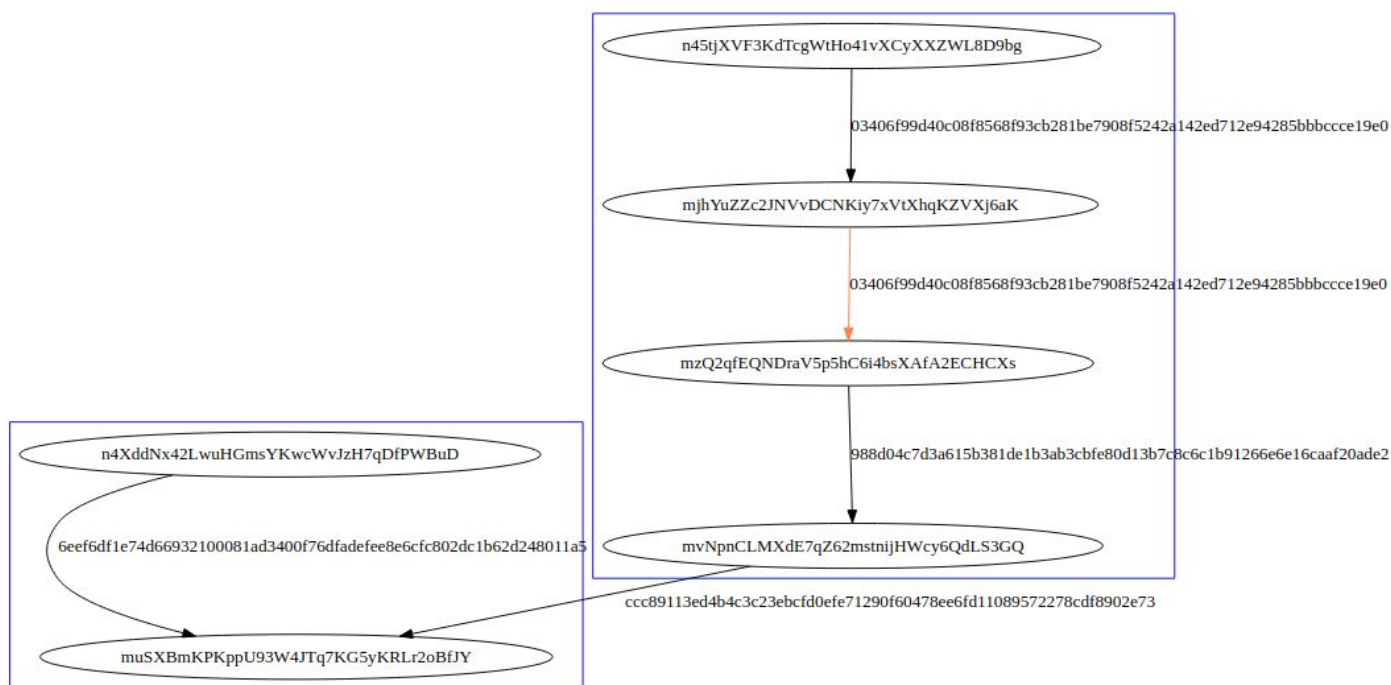 n45tjXVF3KdTcgWtHo41vXCyXXZWL8D9bg
03406f99d40c08f8568f93cb281be7908f5242a142ed712e94285bbbccce19e0
mjhYuZZc2JNVvDCNKiy7xVtXhqKZVXj6aK
03406f99d40c08f8568f93cb281be7908f5242a142ed712e94285bbbccce19e0
mzQ2qfEQNDraV5p5hC6i4bsXAfA2ECHCXs
n4XddNx42LwuHGmsYKwcWvJzH7qDfPWBuD
988d04c7d3a615b381de1b3ab3cbfe80d13b7c8c6c1b91266e6e16caaf20ade2
6eef6df1e74d66932100081ad3400f76dfadefee8e6cfc802dc1b62d248011a5
mvNpnCLMXdE7qZ62mstnijHWcy6QdLS3GQ
ccc89113ed4b4c3c23ebcfd0efe71290f60478ee6fd11089572278cdf8902e73
muSXBmKPKppU93W4JTq7KG5yKRLr2oBfJY